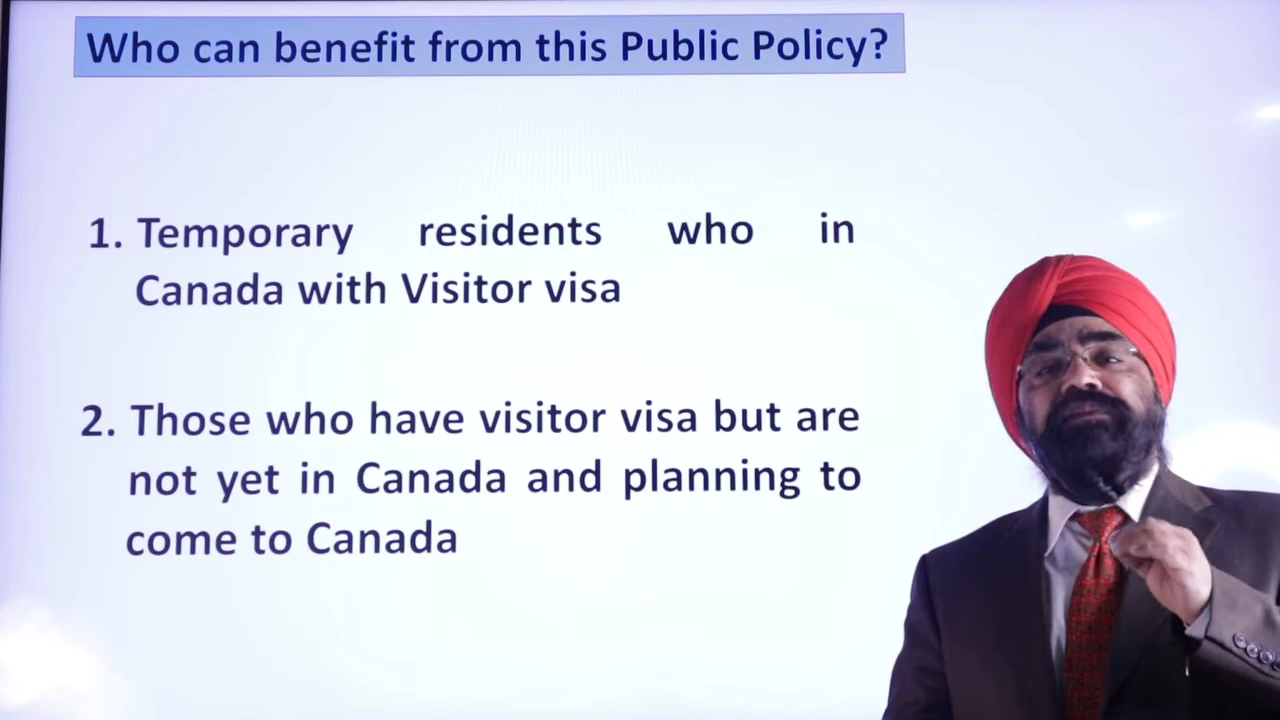 Who can benefit from this Public Policy?
1. Temporary residents who in
Canada with Visitor visa
2. Those who have visitor visa but are
not yet in Canada and planning to
come to Canada